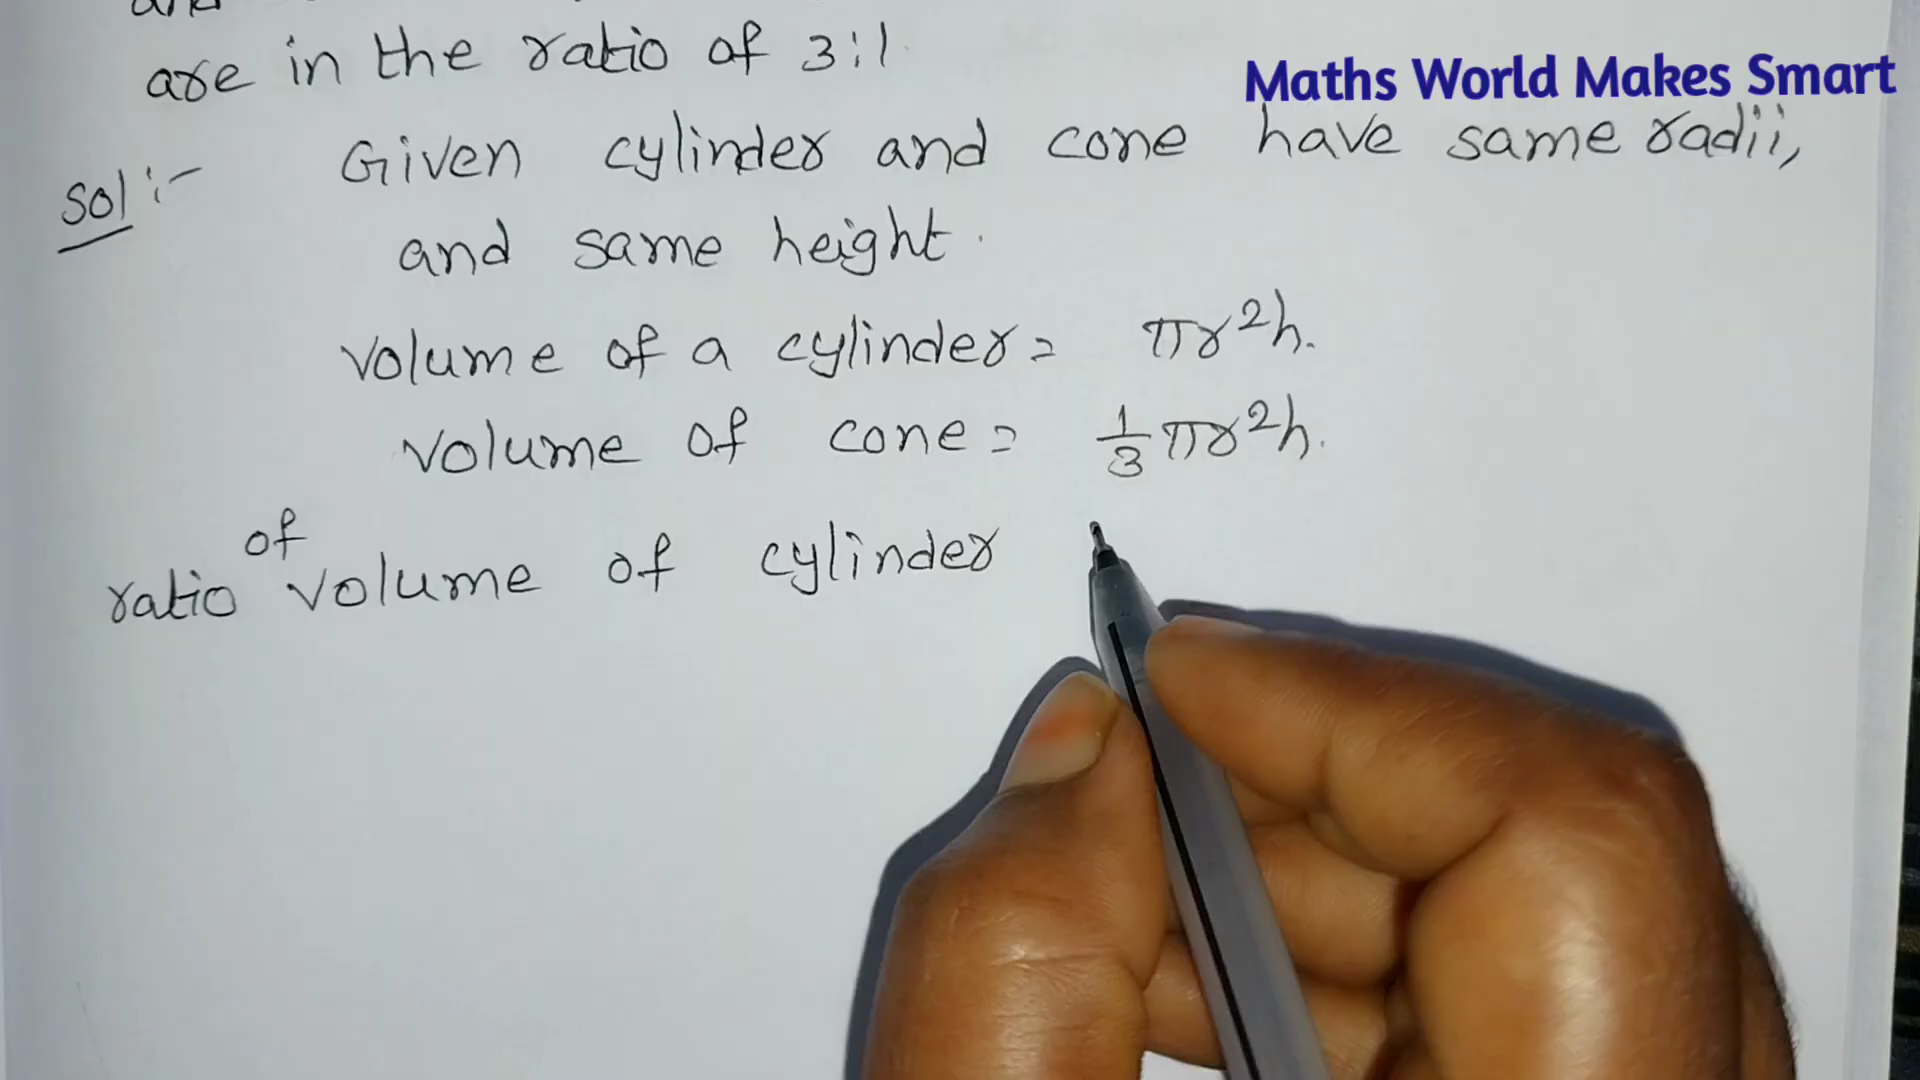 and
are in the ratio of 3:1.
Maths World Makes Smart
Sol:- Given cylinder and cone have same radii,
and same height.
Volume of a cylinder = πr²h.
Volume of cone = 1/3 πr²h.
ratio of volume of cylinder